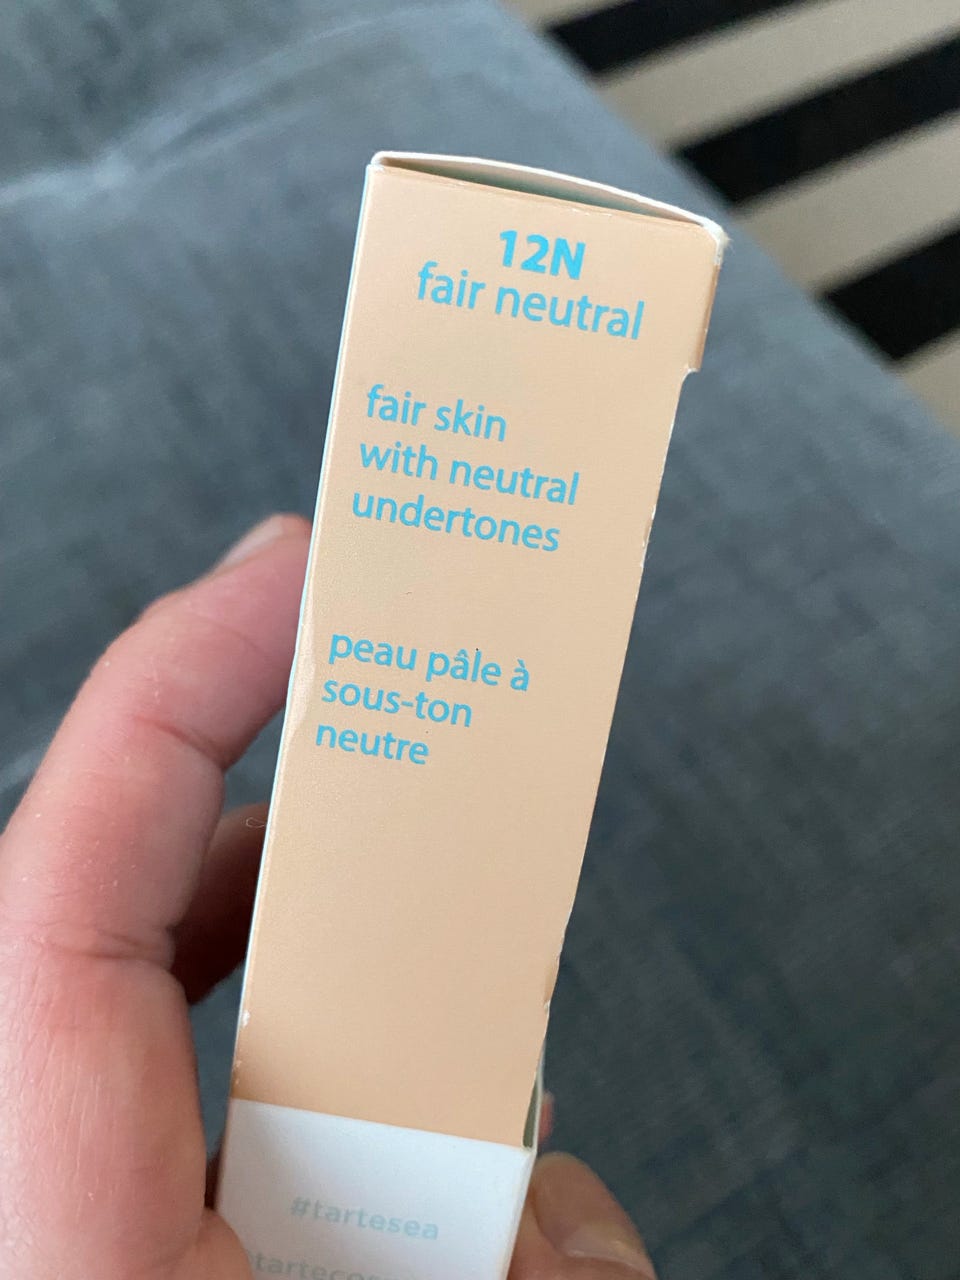 12N
fair neutral
fair skin
with neutral
undertones
peau pâle à
sous-ton
neutre
#tartesea